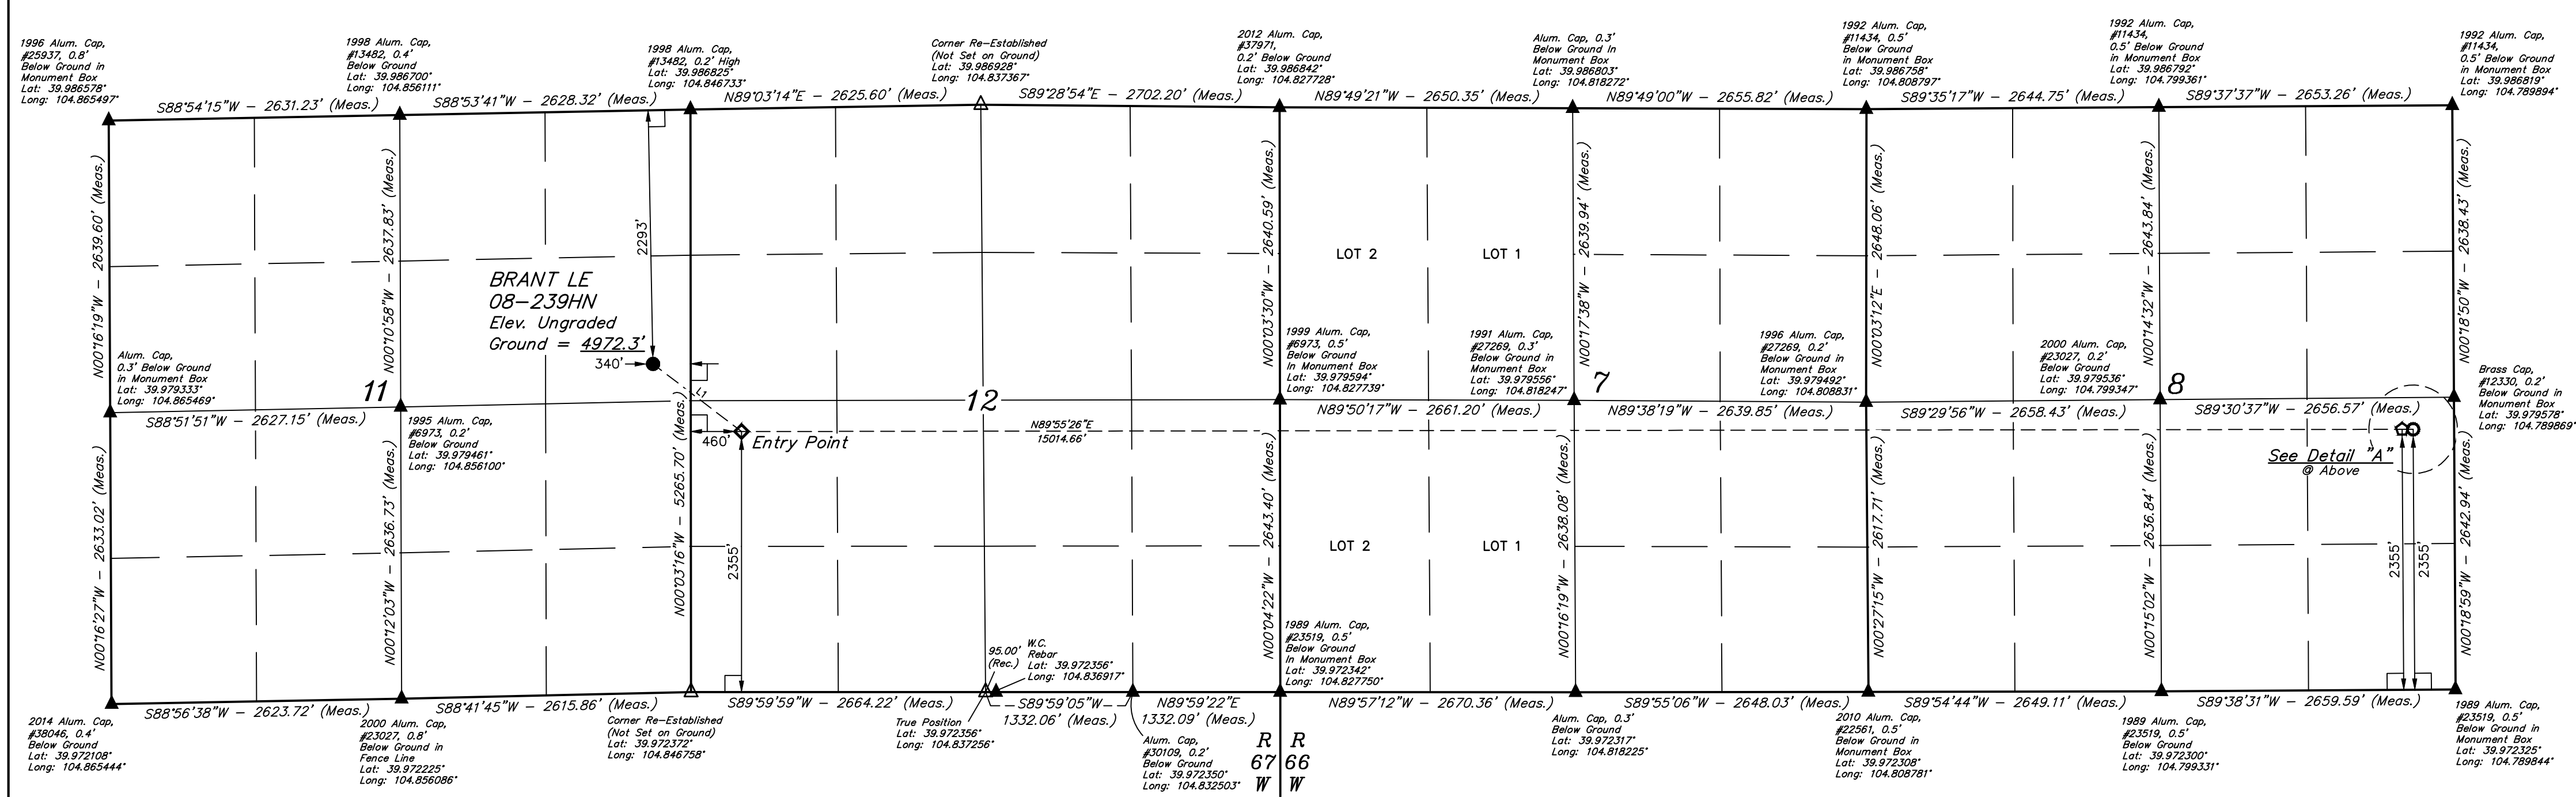 1996 Alum. Cap,
#25937, 0.8'
Below Ground in
Monument Box
Lat: 39.986578°
Long: 104.865497°
1998 Alum. Cap,
#13482, 0.4'
Below Ground
Lat: 39.986700°
Long: 104.856111°
1998 Alum. Cap,
#13482, 0.2' High
Lat: 39.986825°
Long: 104.846733°
Corner Re-Established
(Not Set on Ground)
Lat: 39.986928°
Long: 104.837367°
2012 Alum. Cap,
#37971,
0.2' Below Ground
Lat: 39.986842°
Long: 104.827728°
Alum. Cap, 0.3'
Below Ground In
Monument Box
Lat: 39.986803°
Long: 104.818272°
1992 Alum. Cap,
#11434, 0.5'
Below Ground
in Monument Box
Lat: 39.986758°
Long: 104.808797°
1992 Alum. Cap,
#11434,
0.5' Below Ground
in Monument Box
Lat: 39.986792°
Long: 104.799361°
1992 Alum. Cap,
#11434,
0.5' Below Ground
in Monument Box
Lat: 39.986819°
Long: 104.789894°
S88°54'15"W - 2631.23' (Meas.)
S88°53'41"W - 2628.32' (Meas.)
N89°03'14"E - 2625.60' (Meas.)
S89°28'54"E - 2702.20' (Meas.)
N89°49'21"W - 2650.35' (Meas.)
N89°49'00"W - 2655.82' (Meas.)
S89°35'17"W - 2644.75' (Meas.)
S89°37'37"W - 2653.26' (Meas.)
N00°16'19"W - 2639.60' (Meas.)
N00°10'58"W - 2637.83' (Meas.)
2293'
N00°03'30"W - 2640.59' (Meas.)
N00°17'38"W - 2639.94' (Meas.)
N00°03'12"E - 2648.06' (Meas.)
N00°14'32"W - 2643.84' (Meas.)
N00°18'50"W - 2638.43' (Meas.)
LOT 2
LOT 1
BRANT LE
08-239HN
Elev. Ungraded
Ground = 4972.3'
340'
L1
Alum. Cap,
0.3' Below Ground
in Monument Box
Lat: 39.979333°
Long: 104.865469°
11
12
7
8
1999 Alum. Cap,
#6973, 0.5'
Below Ground
In Monument Box
Lat: 39.979594°
Long: 104.827739°
1991 Alum. Cap,
#27269, 0.2'
Below Ground in
Monument Box
Lat: 39.979556°
Long: 104.818247°
1996 Alum. Cap,
#27269, 0.2'
Below Ground in
Monument Box
Lat: 39.979492°
Long: 104.808831°
2000 Alum. Cap,
#23027, 0.2'
Below Ground
Lat: 39.979536°
Long: 104.799347°
Brass Cap,
#12330, 0.2'
Below Ground in
Monument Box
Lat: 39.979578°
Long: 104.789869°
S88°51'51"W - 2627.15' (Meas.)
N89°50'17"W - 2661.20' (Meas.)
N89°38'19"W - 2639.85' (Meas.)
S89°29'56"W - 2658.43' (Meas.)
S89°30'37"W - 2656.57' (Meas.)
1995 Alum. Cap,
#6973, 0.2'
Below Ground
Lat: 39.979461°
Long: 104.856100°
460'
Entry Point
N89°55'26"E
15014.66'
See Detail "A"
@ Above
N00°16'27"W - 2633.02' (Meas.)
N00°12'03"W - 2636.73' (Meas.)
N00°03'16"W - 5265.70' (Meas.)
2355'
N00°04'22"W - 2643.40' (Meas.)
N00°16'19"W - 2638.08' (Meas.)
N00°27'15"W - 2617.71' (Meas.)
N00°15'02"W - 2636.84' (Meas.)
2355'
2355'
N00°18'59"W - 2642.94' (Meas.)
LOT 2
LOT 1
95.00'
(Rec.)
W.C.
Rebar
Lat: 39.972356°
Long: 104.836917°
1989 Alum. Cap,
#23519, 0.5'
Below Ground
In Monument Box
Lat: 39.972342°
Long: 104.827750°
S88°56'38"W - 2623.72' (Meas.)
S88°41'45"W - 2615.86' (Meas.)
S89°59'59"W - 2664.22' (Meas.)
S89°59'05"W
1332.06' (Meas.)
N89°59'22"E
1332.09' (Meas.)
N89°57'12"W - 2670.36' (Meas.)
S89°55'06"W - 2648.03' (Meas.)
S89°54'44"W - 2649.11' (Meas.)
S89°38'31"W - 2659.59' (Meas.)
2014 Alum. Cap,
#38046, 0.4'
Below Ground
Lat: 39.972108°
Long: 104.865444°
2000 Alum. Cap,
#23027, 0.8'
Below Ground in
Fence Line
Lat: 39.972225°
Long: 104.856086°
Corner Re-Established
(Not Set on Ground)
Lat: 39.972372°
Long: 104.846758°
True Position
Lat: 39.972356°
Long: 104.837256°
Alum. Cap,
#30109, 0.2'
Below Ground
Lat: 39.972350°
Long: 104.832503°
R R
67 66
W W
Alum. Cap, 0.3'
Below Ground
Lat: 39.972317°
Long: 104.818225°
2010 Alum. Cap,
#22561, 0.5'
Below Ground in
Monument Box
Lat: 39.972308°
Long: 104.808781°
1989 Alum. Cap,
#23519, 0.5'
Below Ground
Lat: 39.972300°
Long: 104.799331°
1989 Alum. Cap,
#23519, 0.5'
Below Ground in
Monument Box
Lat: 39.972325°
Long: 104.789844°